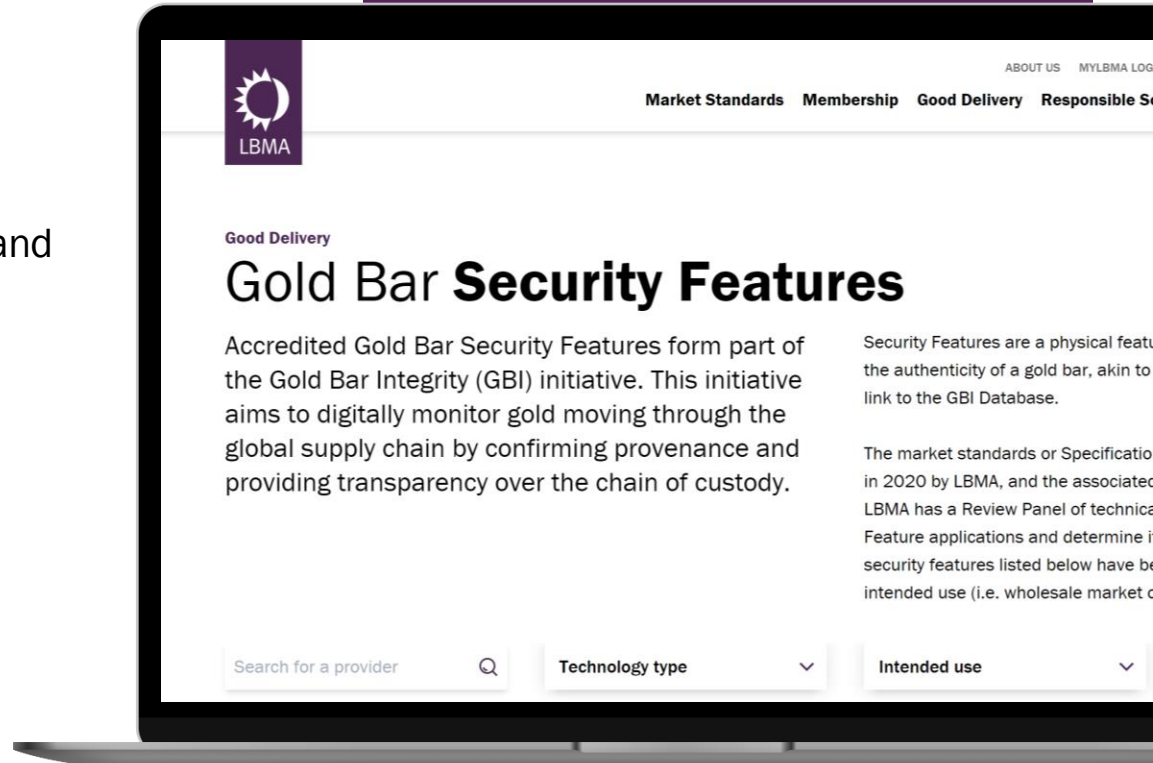 and
ABOUT US MYLBMA LOG
Market Standards Membership Good Delivery Responsible
LBMA
Good Delivery
Gold Bar Security Features
Accredited Gold Bar Security Features form part of
the Gold Bar Integrity (GBI) initiative. This initiative
aims to digitally monitor gold moving through the
global supply chain by confirming provenance and
providing transparency over the chain of custody.
Security Features are a physical
the authenticity of a gold bar, akin to
link to the GBI Database.
The market standards or
in 2020 by LBMA, and the
LBMA has a Review Panel of
Feature applications and determine
security features listed below have
intended use (i.e. wholesale market
Search for a provider
Technology type
Intended use